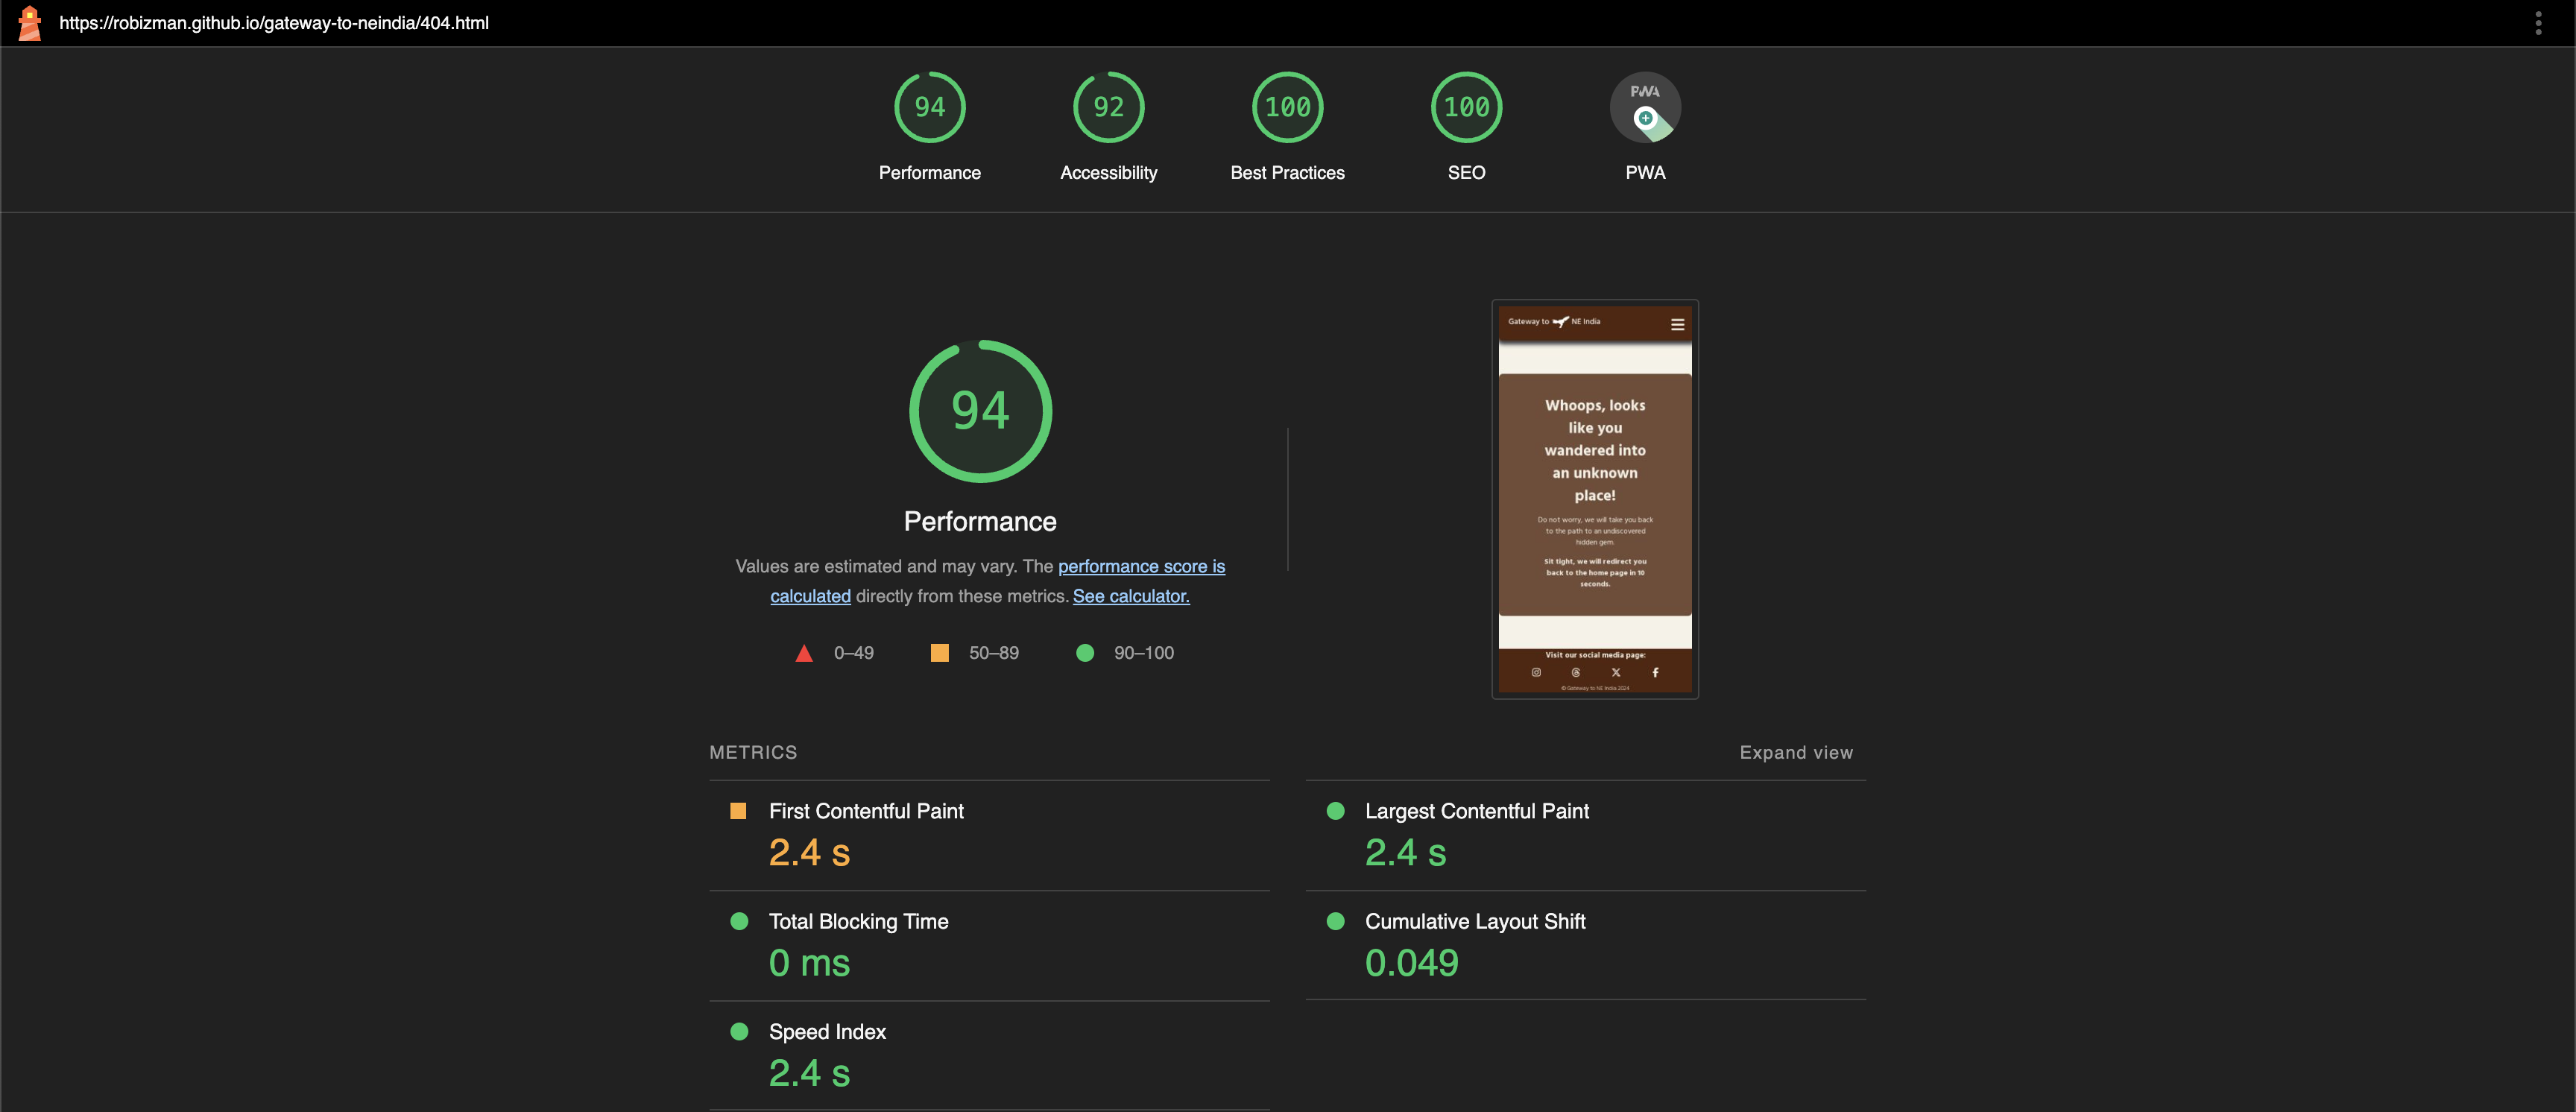 https://robizman.github.io/gateway-to-neindia/404.html
94
92
100
100
PWA
Performance
Accessibility
Best Practices
SEO
PWA
94
Performance
Values are estimated and may vary. The performance score is
calculated directly from these metrics. See calculator.
0–49
50–89
90–100
Gateway to NE India
Whoops, looks
like you
wandered into
an unknown
place!
Do not worry, we will take you back
to the path to an undiscovered
hidden gem.
Sit tight, we will redirect you
back to the home page in 10
seconds.
Visit our social media page:
© Gateway to NE India 2024
METRICS
Expand view
First Contentful Paint
2.4 s
Largest Contentful Paint
2.4 s
Total Blocking Time
0 ms
Cumulative Layout Shift
0.049
Speed Index
2.4 s